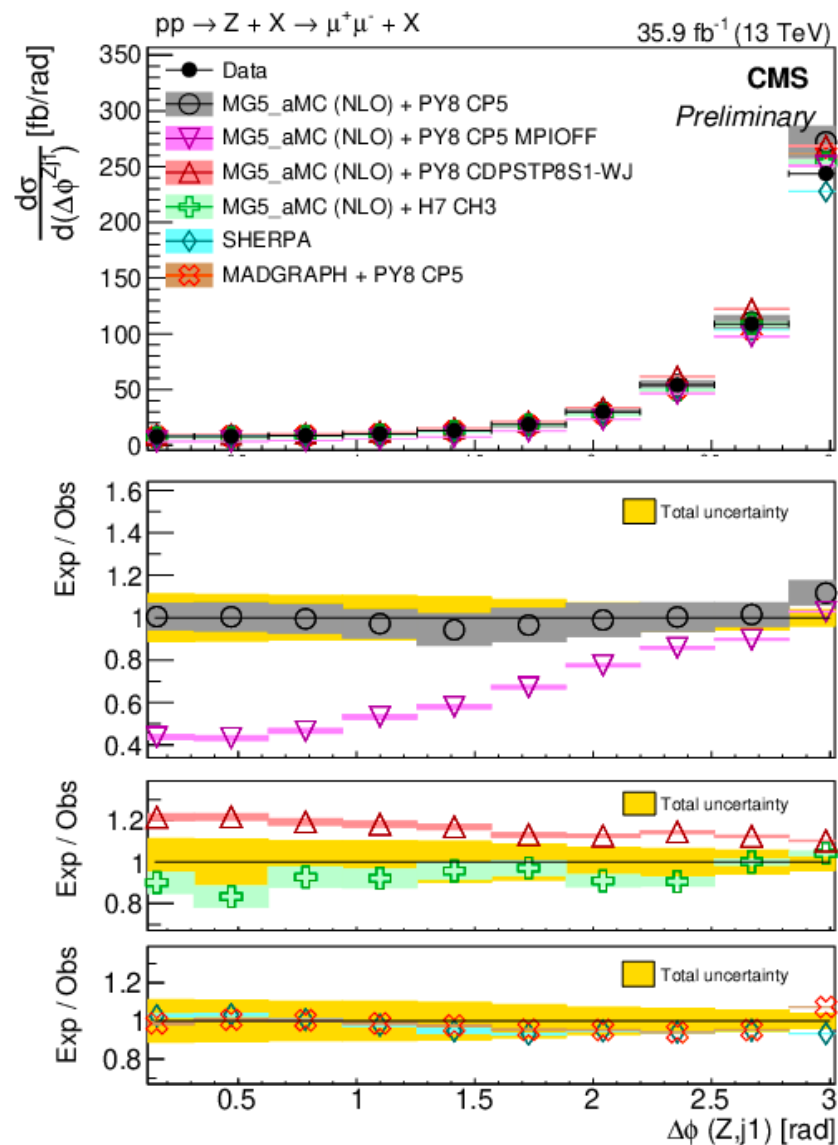 pp → Z + X → μ⁺μ⁻ + X
35.9 fb⁻¹ (13 TeV)
dσ
d(Δϕ^Zj1)
[fb/rad]
350
300
250
200
150
100
50
0
Data
MG5_aMC (NLO) + PY8 CP5
MG5_aMC (NLO) + PY8 CP5 MPIOFF
MG5_aMC (NLO) + PY8 CDPSTP8S1-WJ
MG5_aMC (NLO) + H7 CH3
SHERPA
MADGRAPH + PY8 CP5
CMS
Preliminary
Exp / Obs
1.6
1.4
1.2
1
0.8
0.6
0.4
Total uncertainty
Exp / Obs
1.2
1
0.8
Total uncertainty
Exp / Obs
1.2
1
0.8
Total uncertainty
0.5
1
1.5
2
2.5
3
Δϕ (Z,j1) [rad]